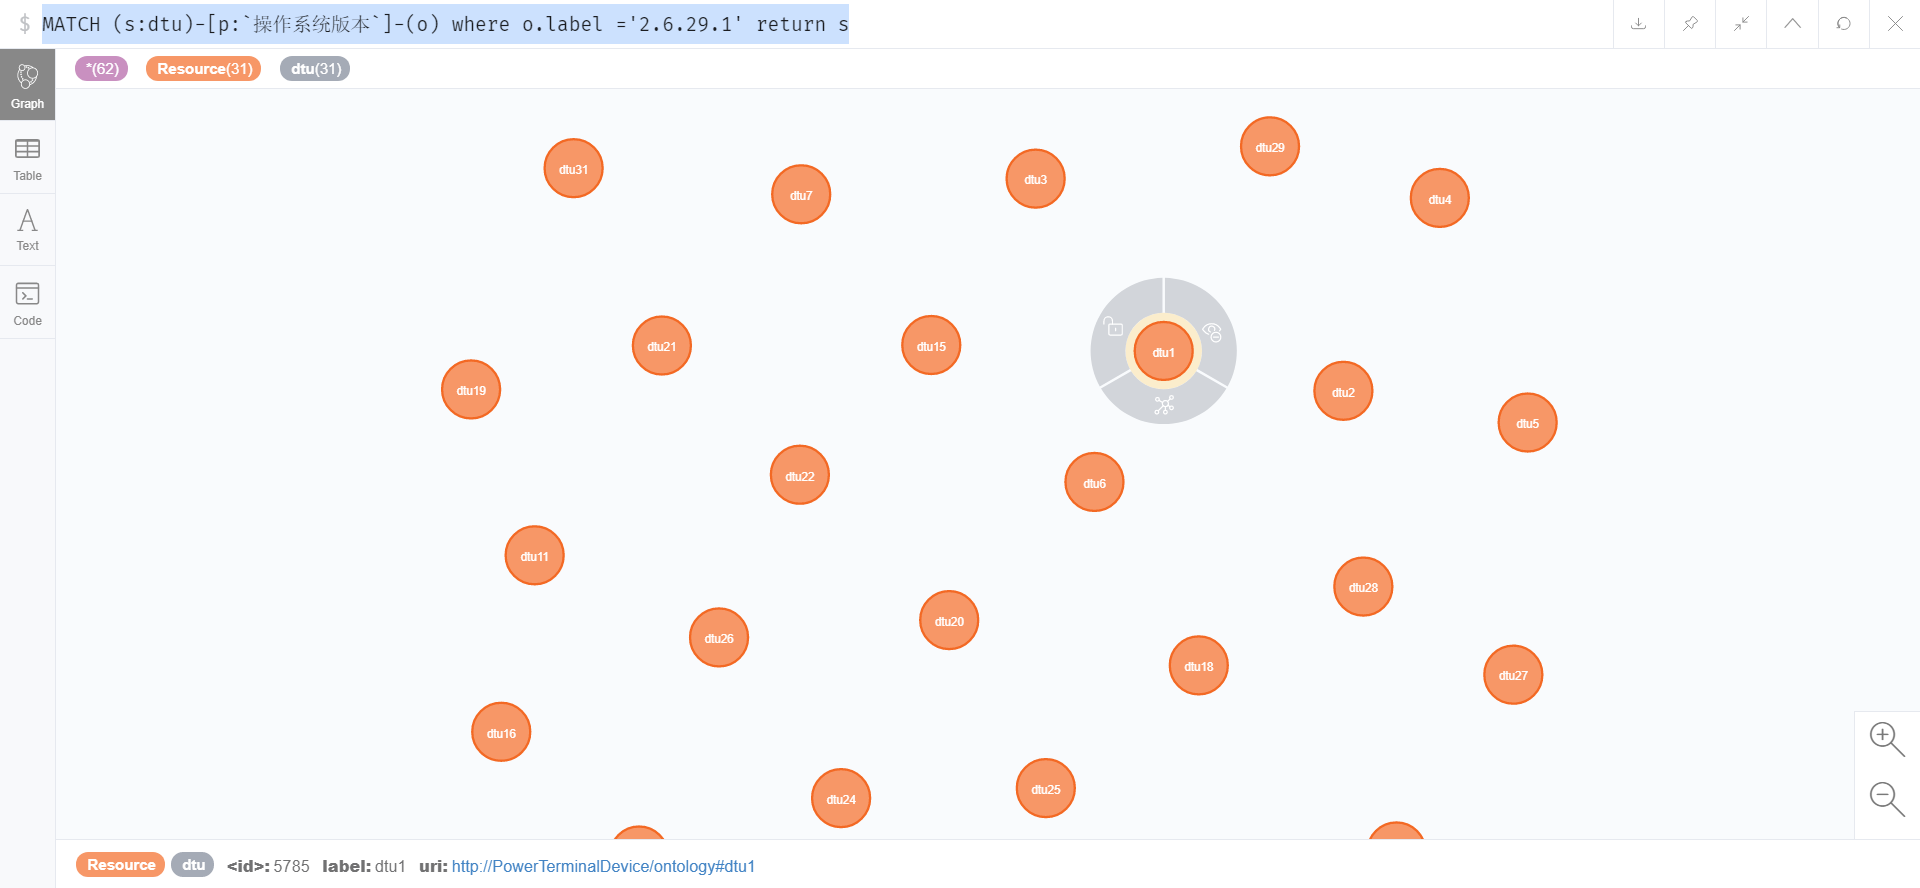 $ MATCH (s:dtu)-[p:`操作系统版本`]-(o) where o.label ='2.6.29.1' return s
*(62) Resource(31) dtu(31)
Graph
Table
Text
Code
dtu31
dtu7
dtu3
dtu29
dtu4
dtu19
dtu21
dtu15
dtu1
dtu2
dtu5
dtu22
dtu6
dtu11
dtu28
dtu26
dtu20
dtu18
dtu27
dtu16
dtu24
dtu25
Resource dtu <id>: 5785 label: dtu1 uri: http://PowerTerminalDevice/ontology#dtu1